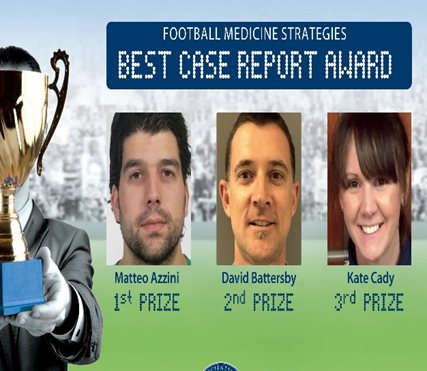 FOOTBALL MEDICINE STRATEGIES
BEST CASE REPORT AWARD
Matteo Azzini
1st PRIZE
David Battersby
2nd PRIZE
Kate Cady
3rd PRIZE